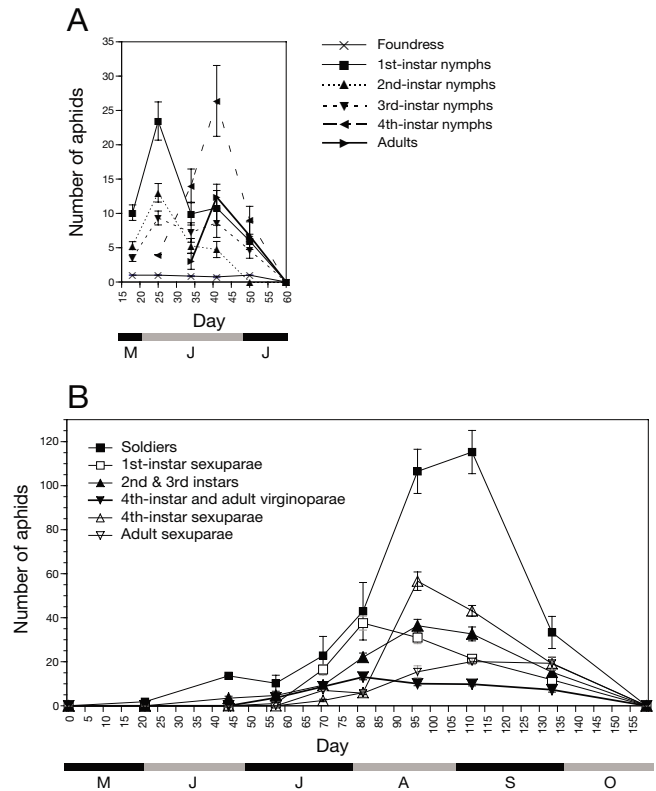 A
Number of aphids
35
30
25
20
15
10
5
0
15 20 25 30 35 40 45 50 55 60
Day
M J J
Foundress
1st-instar nymphs
2nd-instar nymphs
3rd-instar nymphs
4th-instar nymphs
Adults
B
Number of aphids
120
100
80
60
40
20
0
Soldiers
1st-instar sexuparae
2nd & 3rd instars
4th-instar and adult virginoparae
4th-instar sexuparae
Adult sexuparae
0 5 10 15 20 25 30 35 40 45 50 55 60 65 70 75 80 85 90 95 100 105 110 115 120 125 130 135 140 145 150 155
Day
M J J A S O